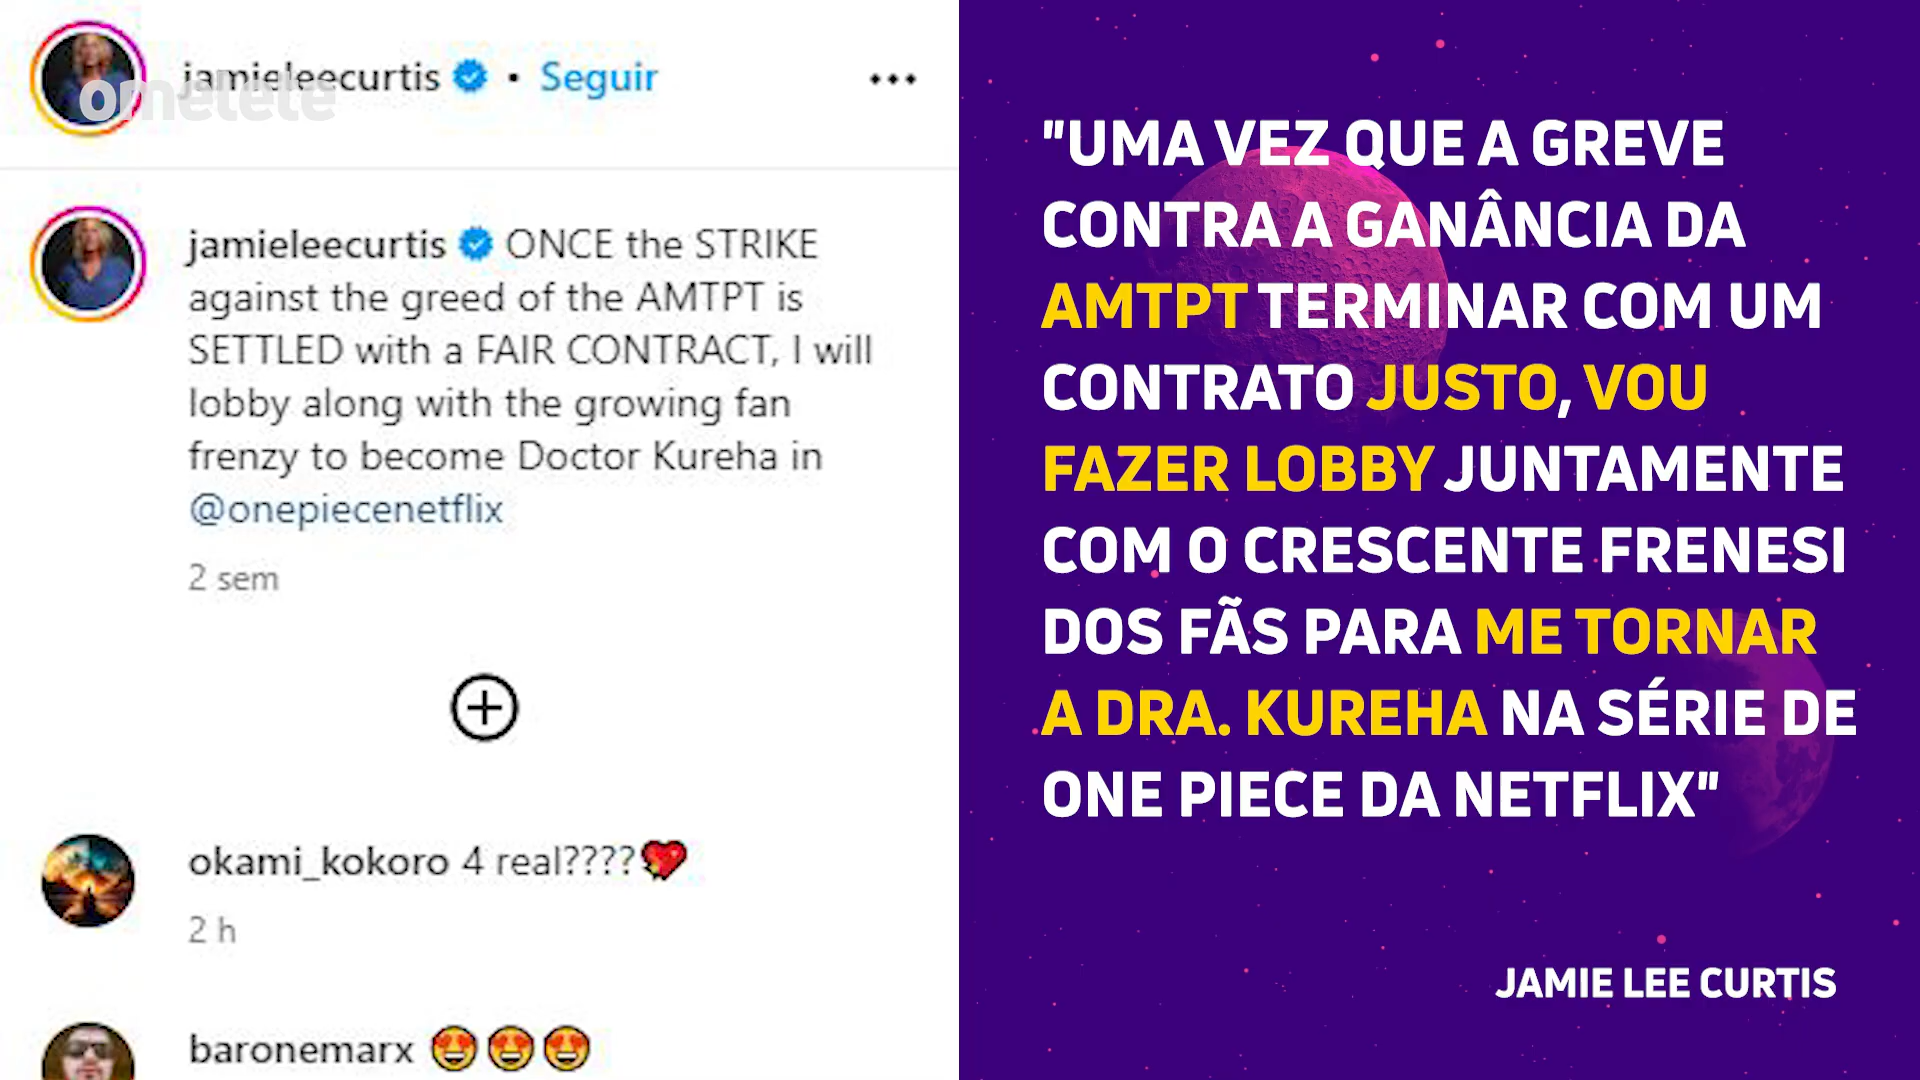 jamieleecurtis • Seguir
omelete
jamieleecurtis ONCE the STRIKE
against the greed of the AMTPT is
SETTLED with a FAIR CONTRACT, I will
lobby along with the growing fan
frenzy to become Doctor Kureha in
@onepiecenetflix
2 sem
okami_kokoro 4 real????
2 h
baronemarx
"UMA VEZ QUE A GREVE
CONTRA A GANÂNCIA DA
AMTPT TERMINAR COM UM
CONTRATO JUSTO, VOU
FAZER LOBBY JUNTAMENTE
COM O CRESCENTE FRENESI
DOS FÃS PARA ME TORNAR
A DRA. KUREHA NA SÉRIE DE
ONE PIECE DA NETFLIX"
JAMIE LEE CURTIS